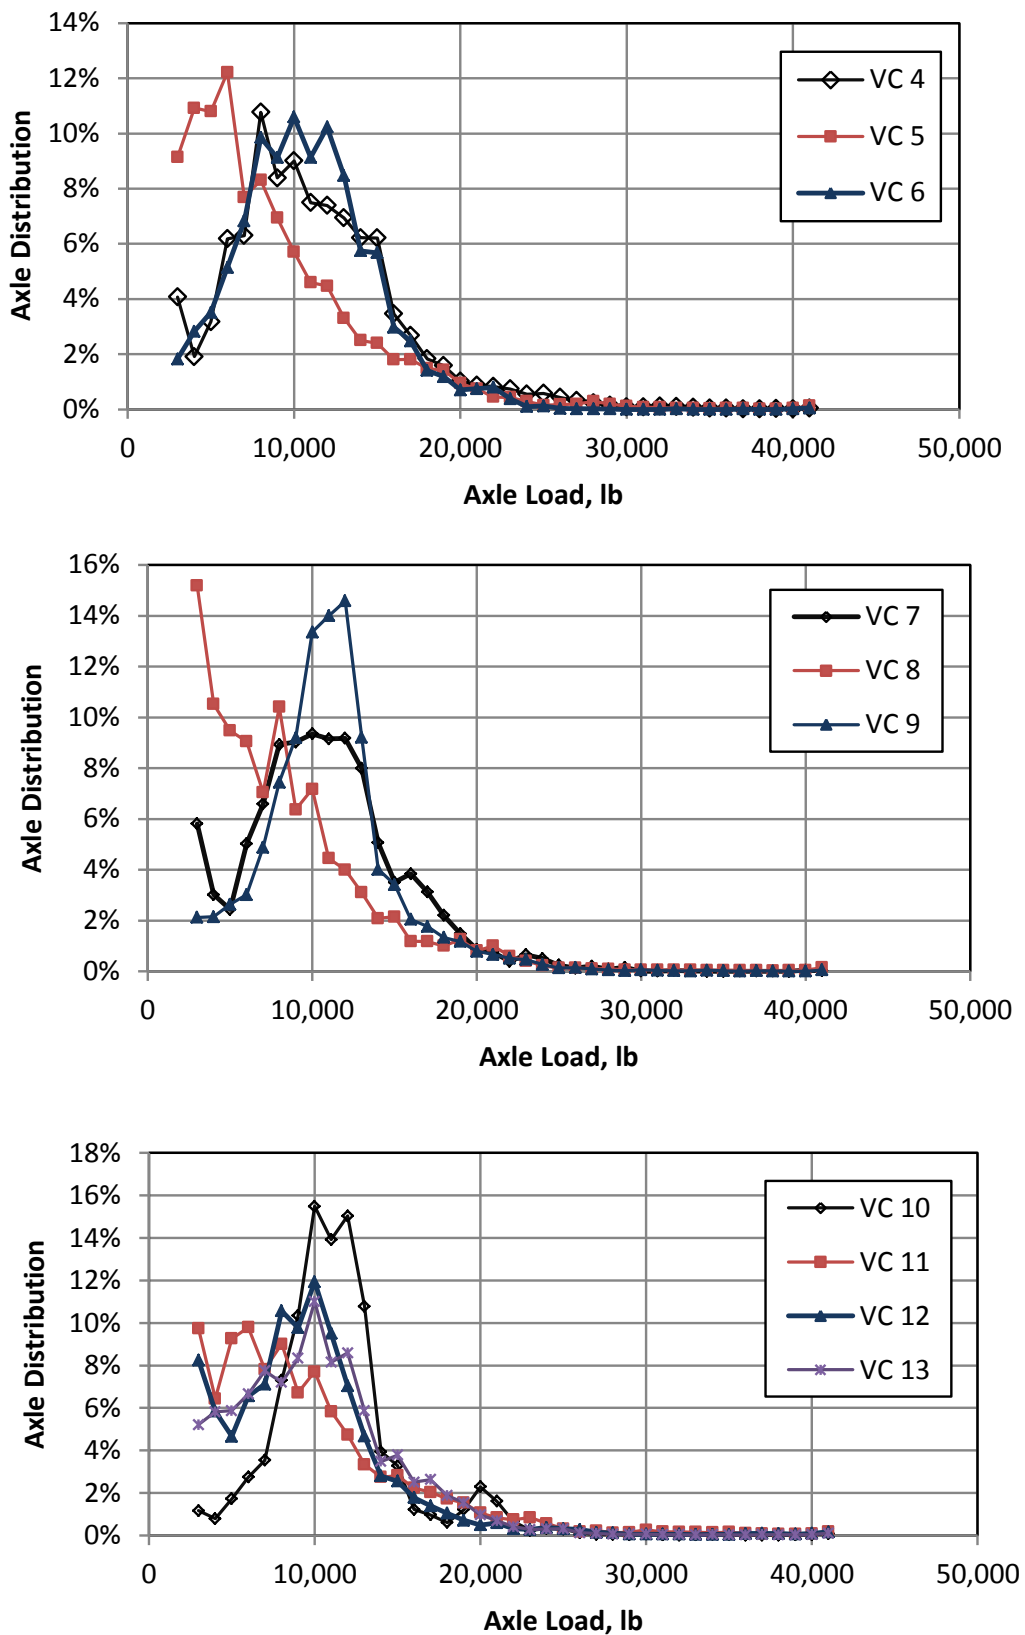 14%
12%
10%
8%
6%
4%
2%
0%
Axle Distribution
VC 4
VC 5
VC 6
0 10,000 20,000 30,000 40,000 50,000
Axle Load, lb
16%
14%
12%
10%
8%
6%
4%
2%
0%
Axle Distribution
VC 7
VC 8
VC 9
0 10,000 20,000 30,000 40,000 50,000
Axle Load, lb
18%
16%
14%
12%
10%
8%
6%
4%
2%
0%
Axle Distribution
VC 10
VC 11
VC 12
VC 13
0 10,000 20,000 30,000 40,000 50,000
Axle Load, lb